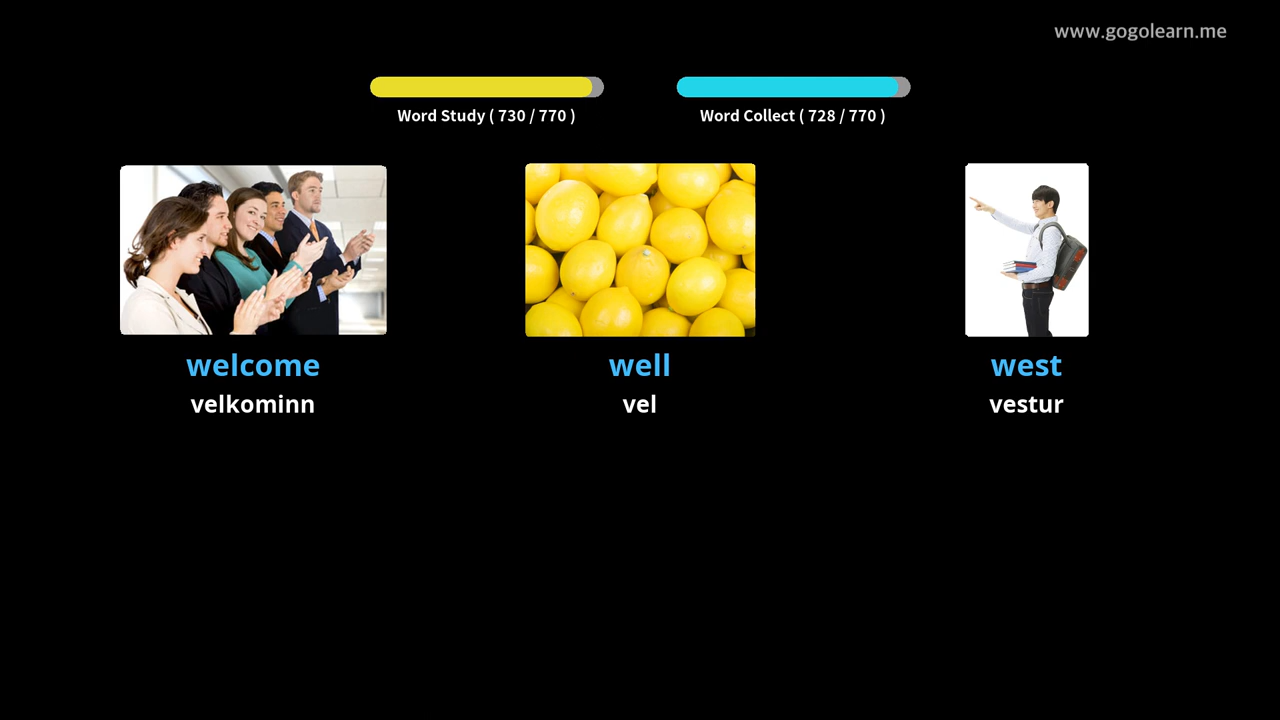 www.gogolearn.me
Word Study ( 730 / 770 )
Word Collect ( 728 / 770 )
welcome
velkominn
well
vel
west
vestur